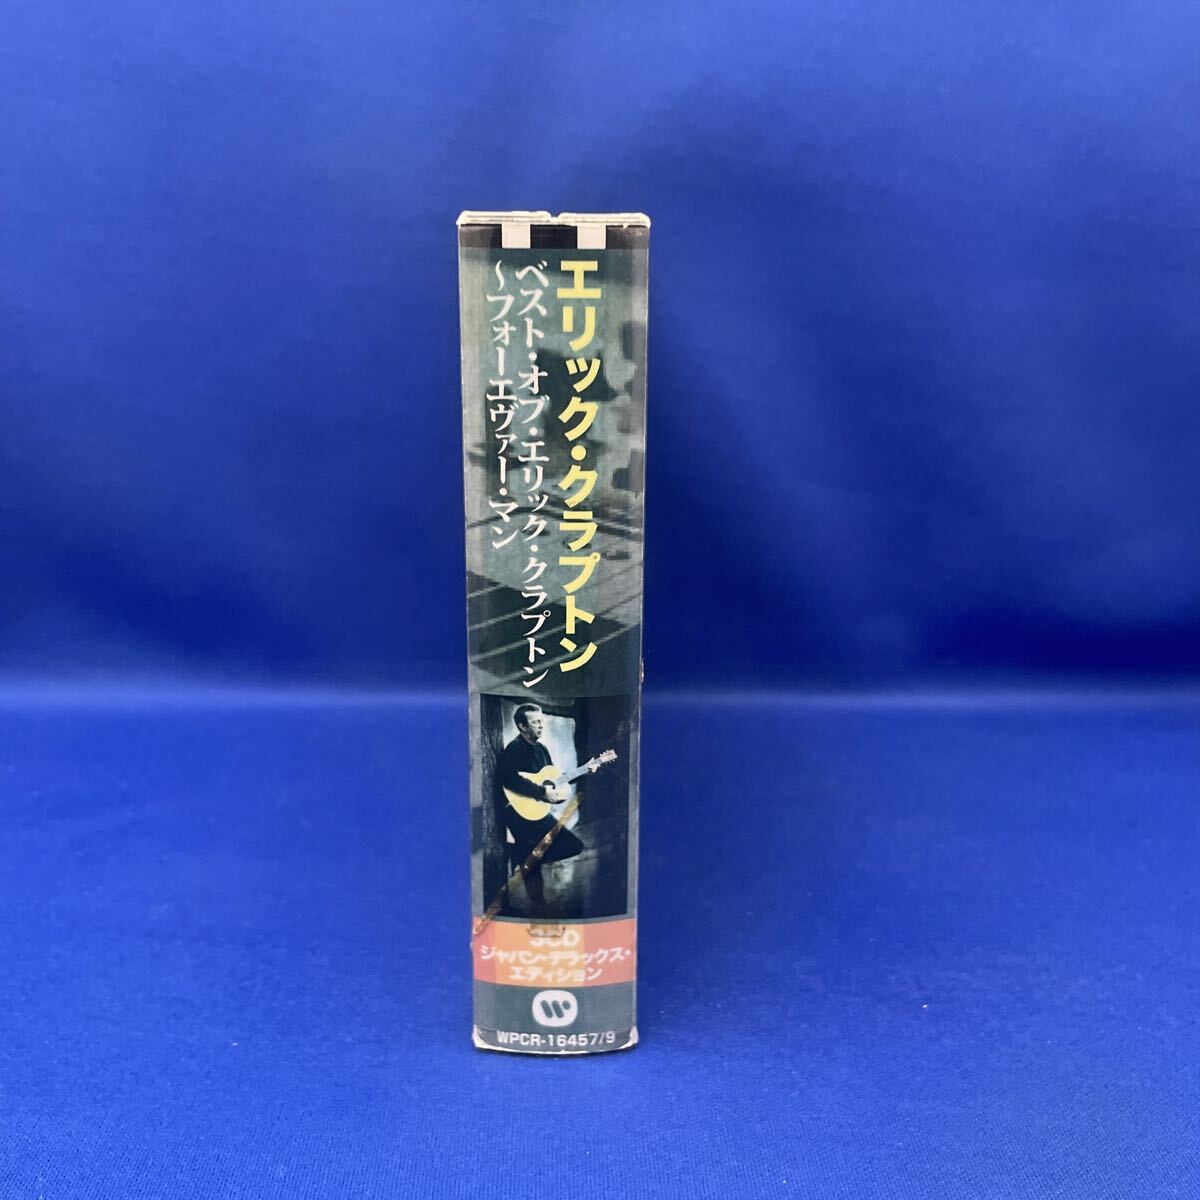 エリック・クラプトン
ベスト・オブ・エリック・クラプトン
〜フォーエヴァー・マン
3CD
ジャパン・デラックス・
エディション
WPCR-16457/9